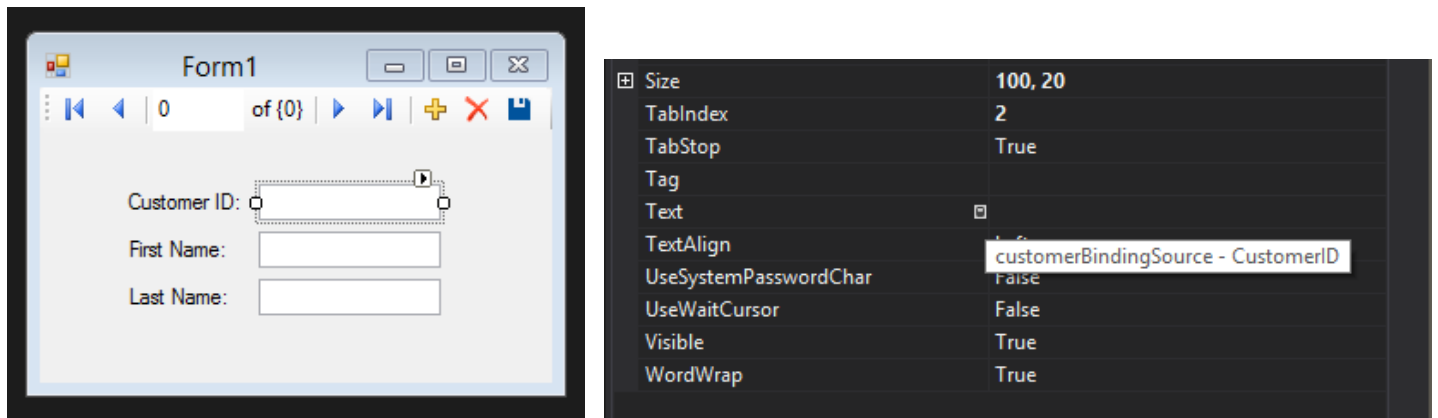 Form1
0 of {0}
Customer ID:
First Name:
Last Name:
Size 100, 20
TabIndex 2
TabStop True
Tag
Text
TextAlign
customerBindingSource - CustomerID
UseSystemPasswordChar False
UseWaitCursor False
Visible True
WordWrap True